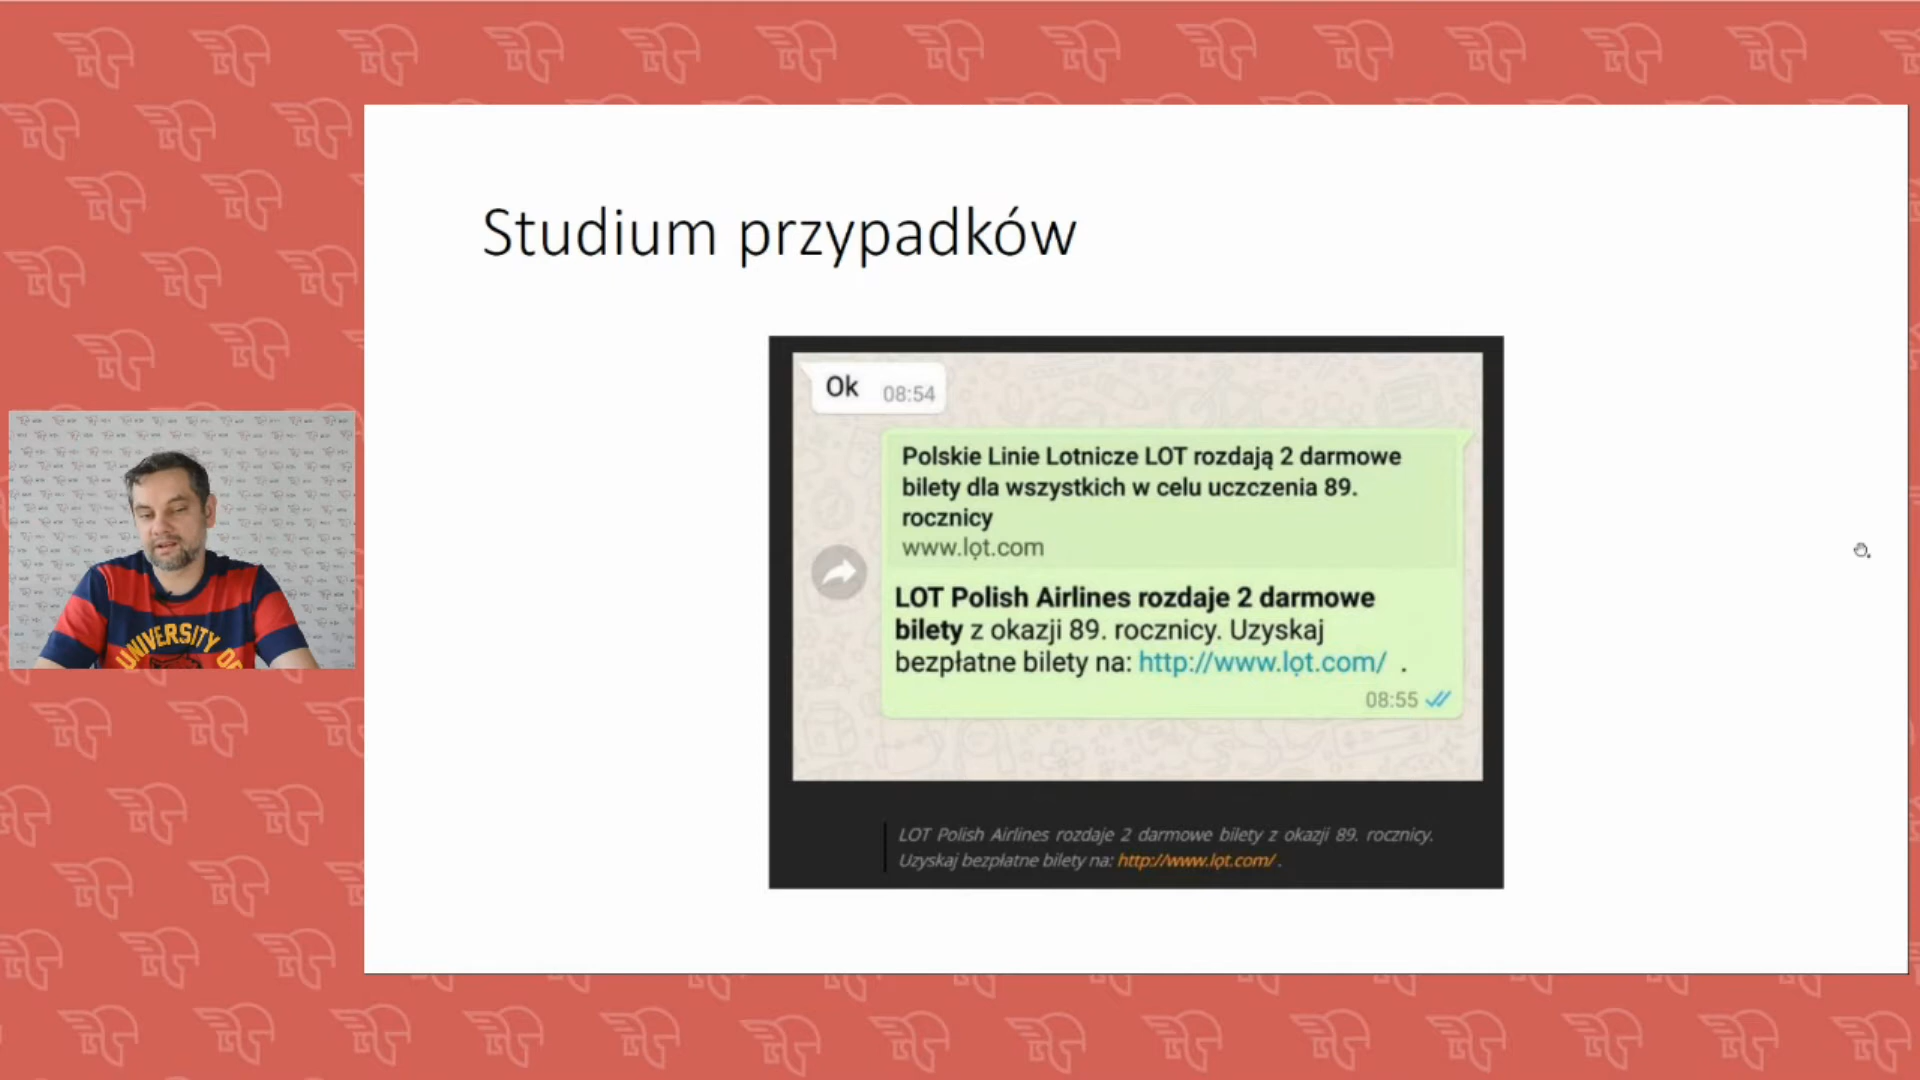 Studium przypadków
Ok 08:54
Polskie Linie Lotnicze LOT rozdają 2 darmowe
bilety dla wszystkich w celu uczczenia 89.
rocznicy
www.lọt.com
LOT Polish Airlines rozdaje 2 darmowe
bilety z okazji 89. rocznicy. Uzyskaj
bezpłatne bilety na: http://www.lọt.com/ .
08:55
LOT Polish Airlines rozdaje 2 darmowe bilety z okazji 89. rocznicy.
Uzyskaj bezpłatne bilety na: http://www.lọt.com/ .
UNIVERSITY OF